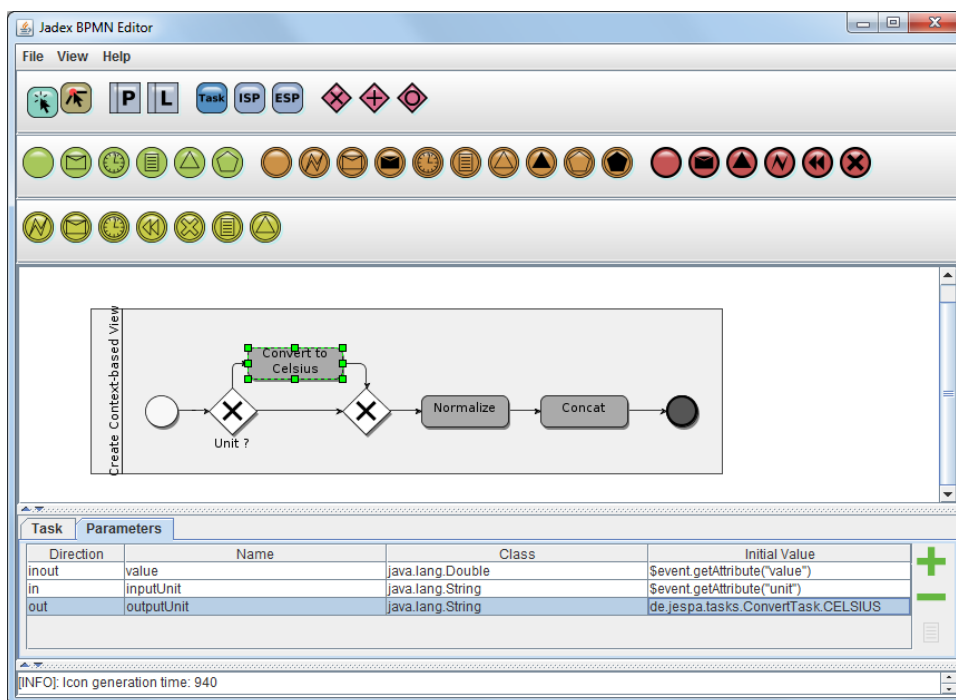 Jadex BPMN Editor
File View Help
P L Task ISP ESP
Create Context-based View
Convert to
Celsius
Unit ?
Normalize
Concat
Task Parameters
Direction Name Class Initial Value
inout value java.lang.Double $event.getAttribute("value")
in inputUnit java.lang.String $event.getAttribute("unit")
out outputUnit java.lang.String de.jespa.tasks.ConvertTask.CELSIUS
[INFO]: Icon generation time: 940